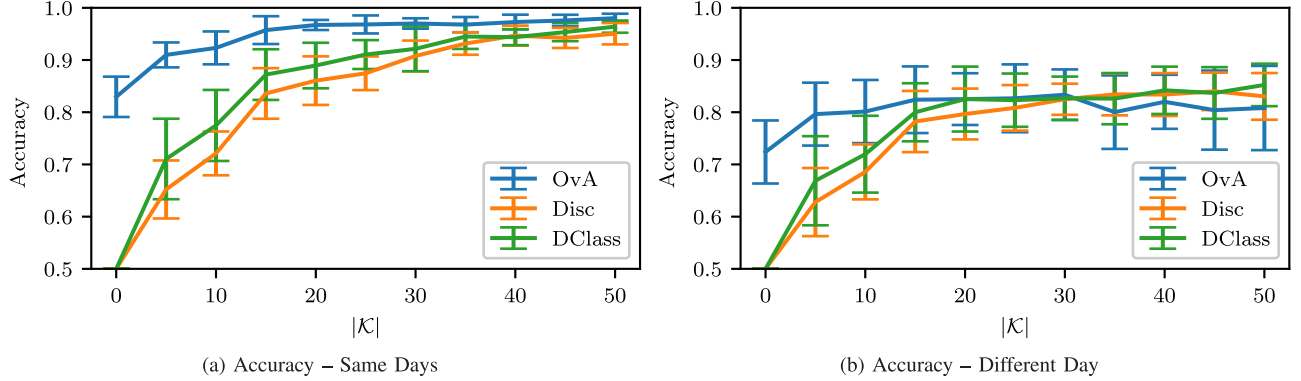 1.0
0.9
0.8
0.7
0.6
0.5
Accuracy
0 10 20 30 40 50
|𝒦|
OvA
Disc
DClass
(a) Accuracy – Same Days
1.0
0.9
0.8
0.7
0.6
0.5
Accuracy
0 10 20 30 40 50
|𝒦|
OvA
Disc
DClass
(b) Accuracy – Different Day